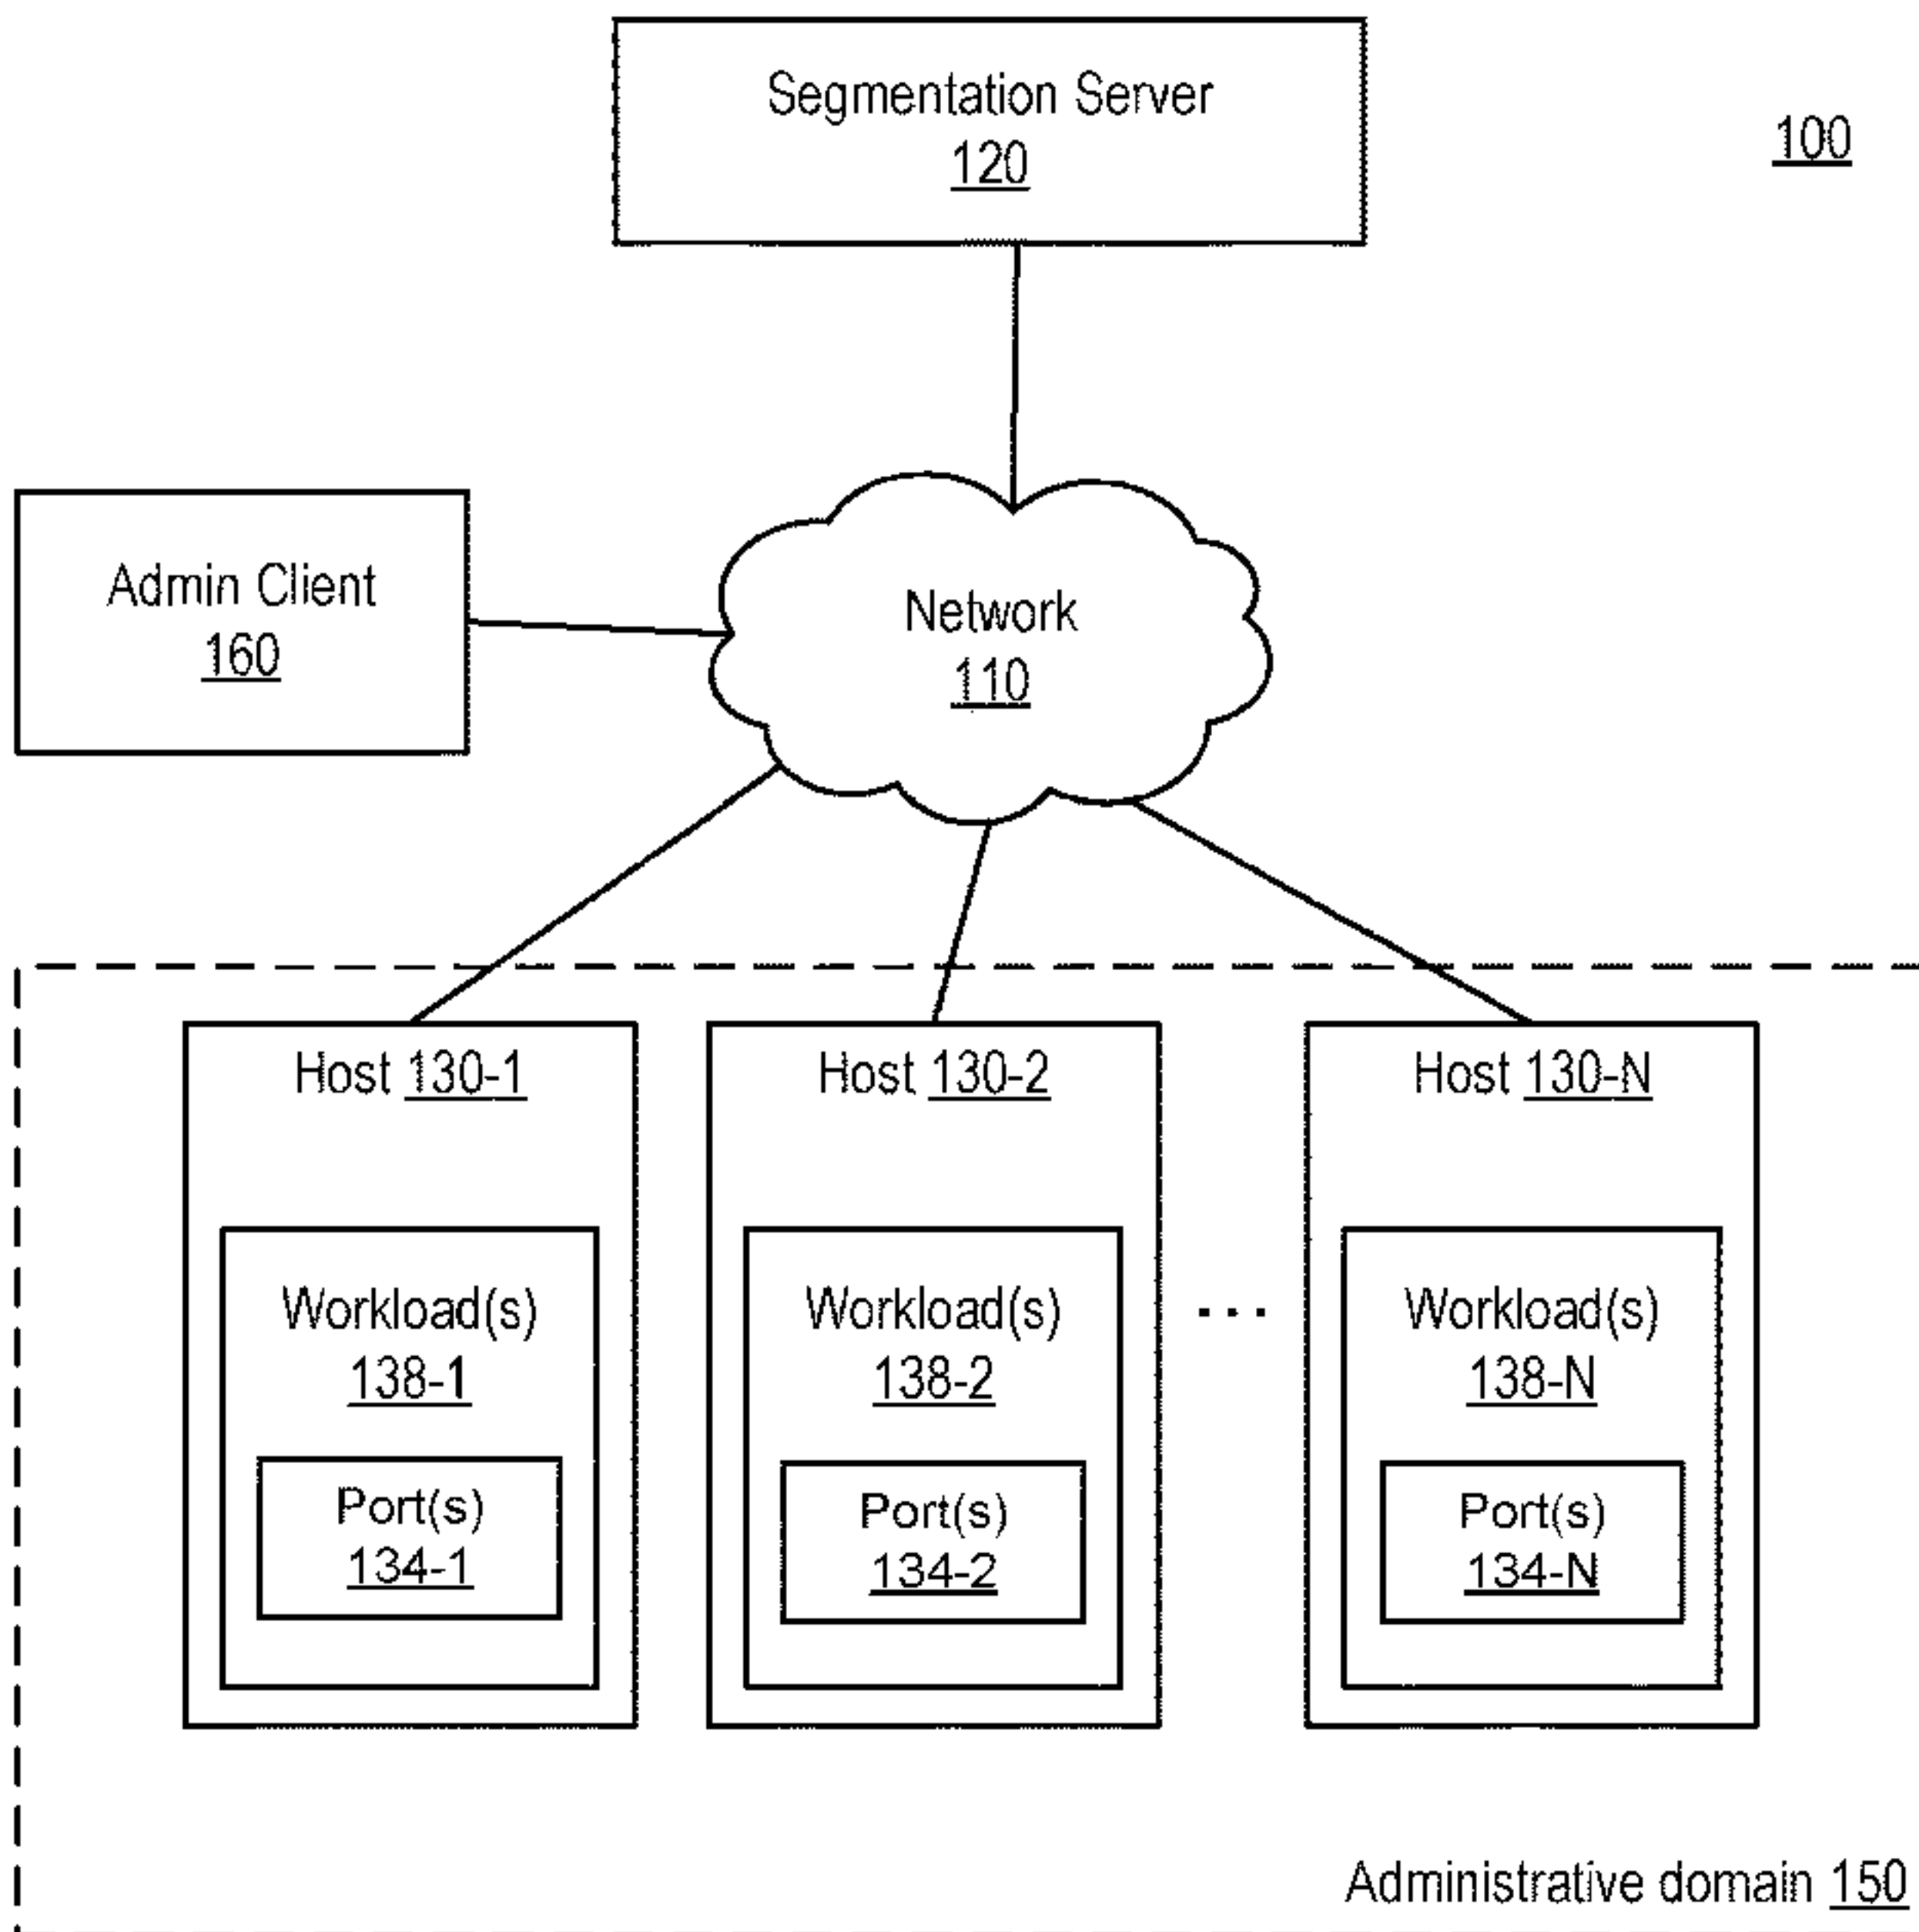 Segmentation Server
120
100
Admin Client
160
Network
110
Host 130-1
Host 130-2
Host 130-N
Workload(s)
138-1
Workload(s)
138-2
...
Workload(s)
138-N
Port(s)
134-1
Port(s)
134-2
Port(s)
134-N
Administrative domain 150